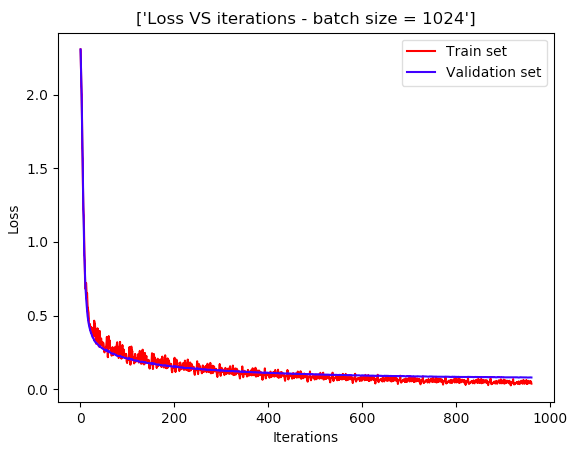 ['Loss VS iterations - batch size = 1024']
Train set
Validation set
2.0
1.5
1.0
0.5
0.0
Loss
0 200 400 600 800 1000
Iterations